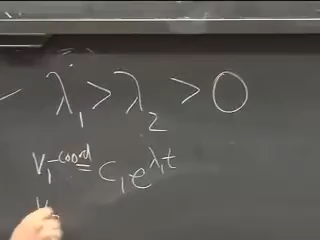 – λ₁ > λ₂ > 0
v₁-coord = c₁e^{λ₁t}
v